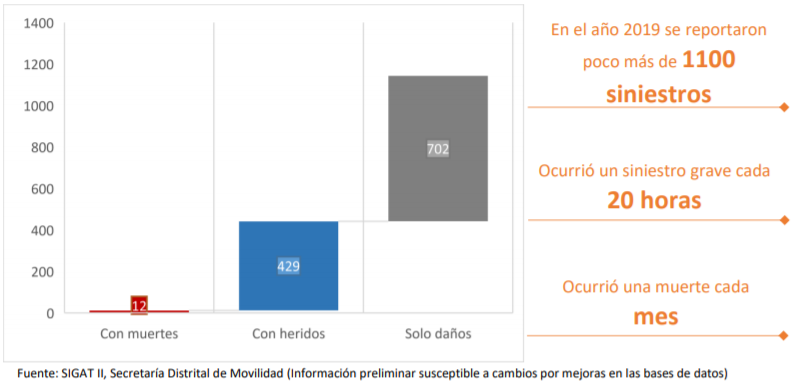 1400
1200
1000
800
600
400
200
0
12
429
702
Con muertes
Con heridos
Solo daños
En el año 2019 se reportaron
poco más de 1100
siniestros
Ocurrió un siniestro grave cada
20 horas
Ocurrió una muerte cada
mes
Fuente: SIGAT II, Secretaría Distrital de Movilidad (Información preliminar susceptible a cambios por mejoras en las bases de datos)